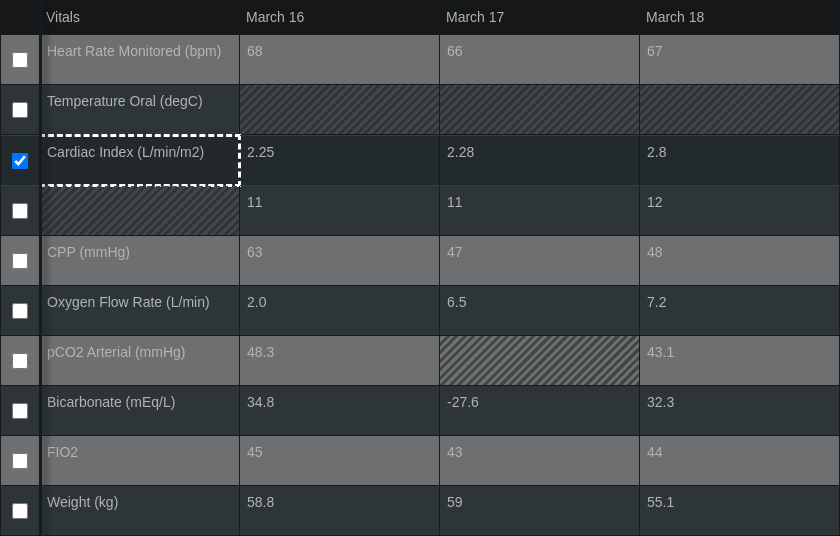 Vitals March 16 March 17 March 18
Heart Rate Monitored (bpm) 68 66 67
Temperature Oral (degC)
Cardiac Index (L/min/m2) 2.25 2.28 2.8
11 11 12
CPP (mmHg) 63 47 48
Oxygen Flow Rate (L/min) 2.0 6.5 7.2
pCO2 Arterial (mmHg) 48.3 43.1
Bicarbonate (mEq/L) 34.8 -27.6 32.3
FIO2 45 43 44
Weight (kg) 58.8 59 55.1